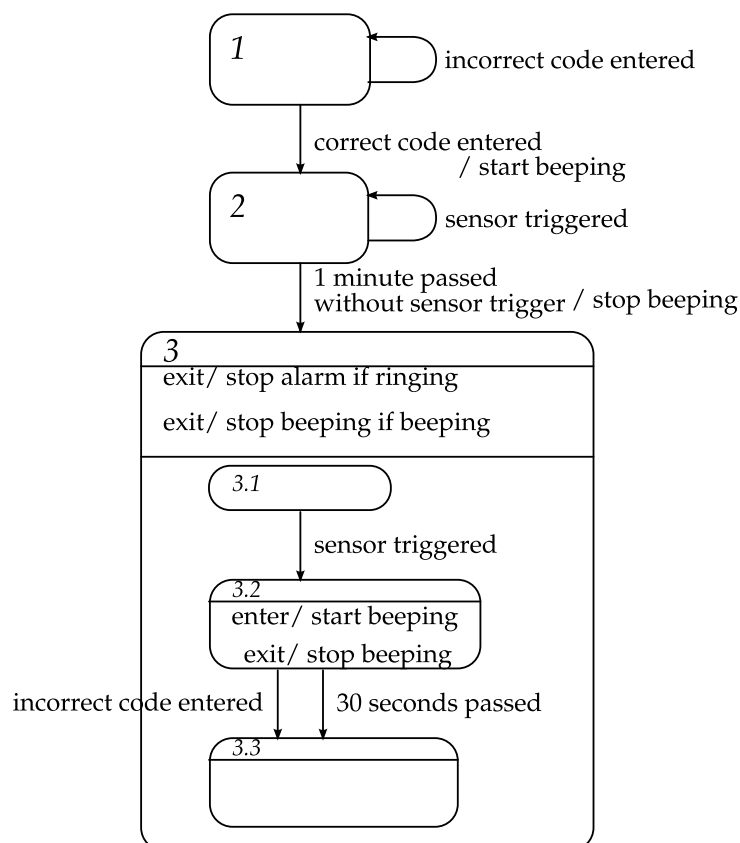 1
incorrect code entered
correct code entered
/ start beeping
2
sensor triggered
1 minute passed
without sensor trigger / stop beeping
3
exit/ stop alarm if ringing
exit/ stop beeping if beeping
3.1
sensor triggered
3.2
enter/ start beeping
exit/ stop beeping
incorrect code entered
30 seconds passed
3.3